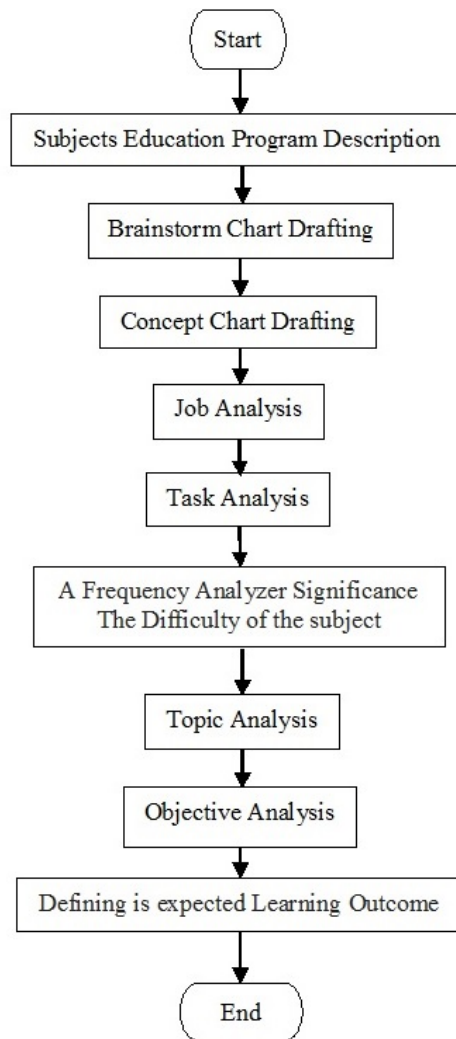 Start
Subjects Education Program Description
Brainstorm Chart Drafting
Concept Chart Drafting
Job Analysis
Task Analysis
A Frequency Analyzer Significance
The Difficulty of the subject
Topic Analysis
Objective Analysis
Defining is expected Learning Outcome
End